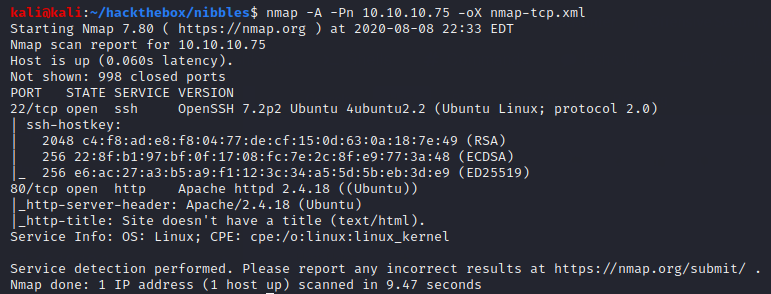 kali@kali:~/hackthebox/nibbles$ nmap -A -Pn 10.10.10.75 -oX nmap-tcp.xml
Starting Nmap 7.80 ( https://nmap.org ) at 2020-08-08 22:33 EDT
Nmap scan report for 10.10.10.75
Host is up (0.060s latency).
Not shown: 998 closed ports
PORT   STATE SERVICE VERSION
22/tcp open  ssh     OpenSSH 7.2p2 Ubuntu 4ubuntu2.2 (Ubuntu Linux; protocol 2.0)
| ssh-hostkey:
|   2048 c4:f8:ad:e8:f8:04:77:de:cf:15:0d:63:0a:18:7e:49 (RSA)
|   256 22:8f:b1:97:bf:0f:17:08:fc:7e:2c:8f:e9:77:3a:48 (ECDSA)
|_  256 e6:ac:27:a3:b5:a9:f1:12:3c:34:a5:5d:5b:eb:3d:e9 (ED25519)
80/tcp open  http    Apache httpd 2.4.18 ((Ubuntu))
|_http-server-header: Apache/2.4.18 (Ubuntu)
|_http-title: Site doesn't have a title (text/html).
Service Info: OS: Linux; CPE: cpe:/o:linux:linux_kernel
Service detection performed. Please report any incorrect results at https://nmap.org/submit/ .
Nmap done: 1 IP address (1 host up) scanned in 9.47 seconds